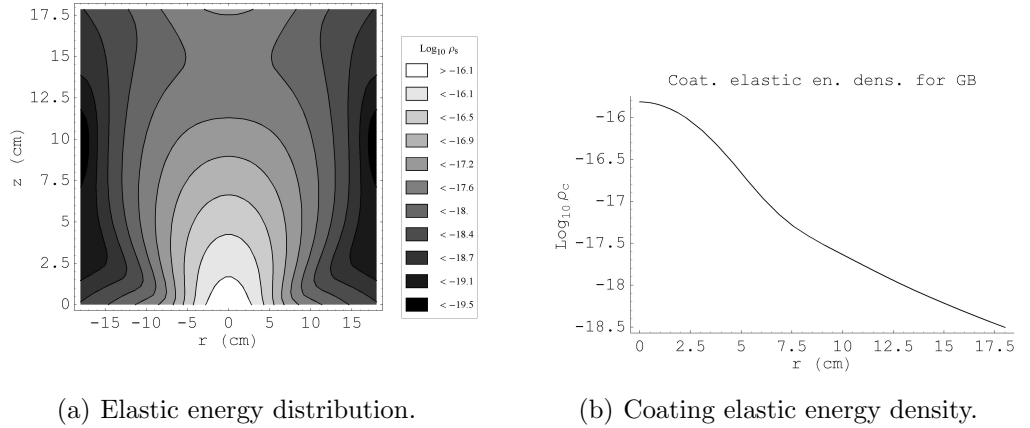 17.5
15
12.5
10
7.5
5
2.5
0
z (cm)
-15 -10 -5 0 5 10 15
r (cm)
Log10 ρs
> -16.1
< -16.1
< -16.5
< -16.9
< -17.2
< -17.6
< -18.
< -18.4
< -18.7
< -19.1
< -19.5
(a) Elastic energy distribution.
Coat. elastic en. dens. for GB
-16
-16.5
-17
-17.5
-18
-18.5
Log10 ρc
0 2.5 5 7.5 10 12.5 15 17.5
r (cm)
(b) Coating elastic energy density.